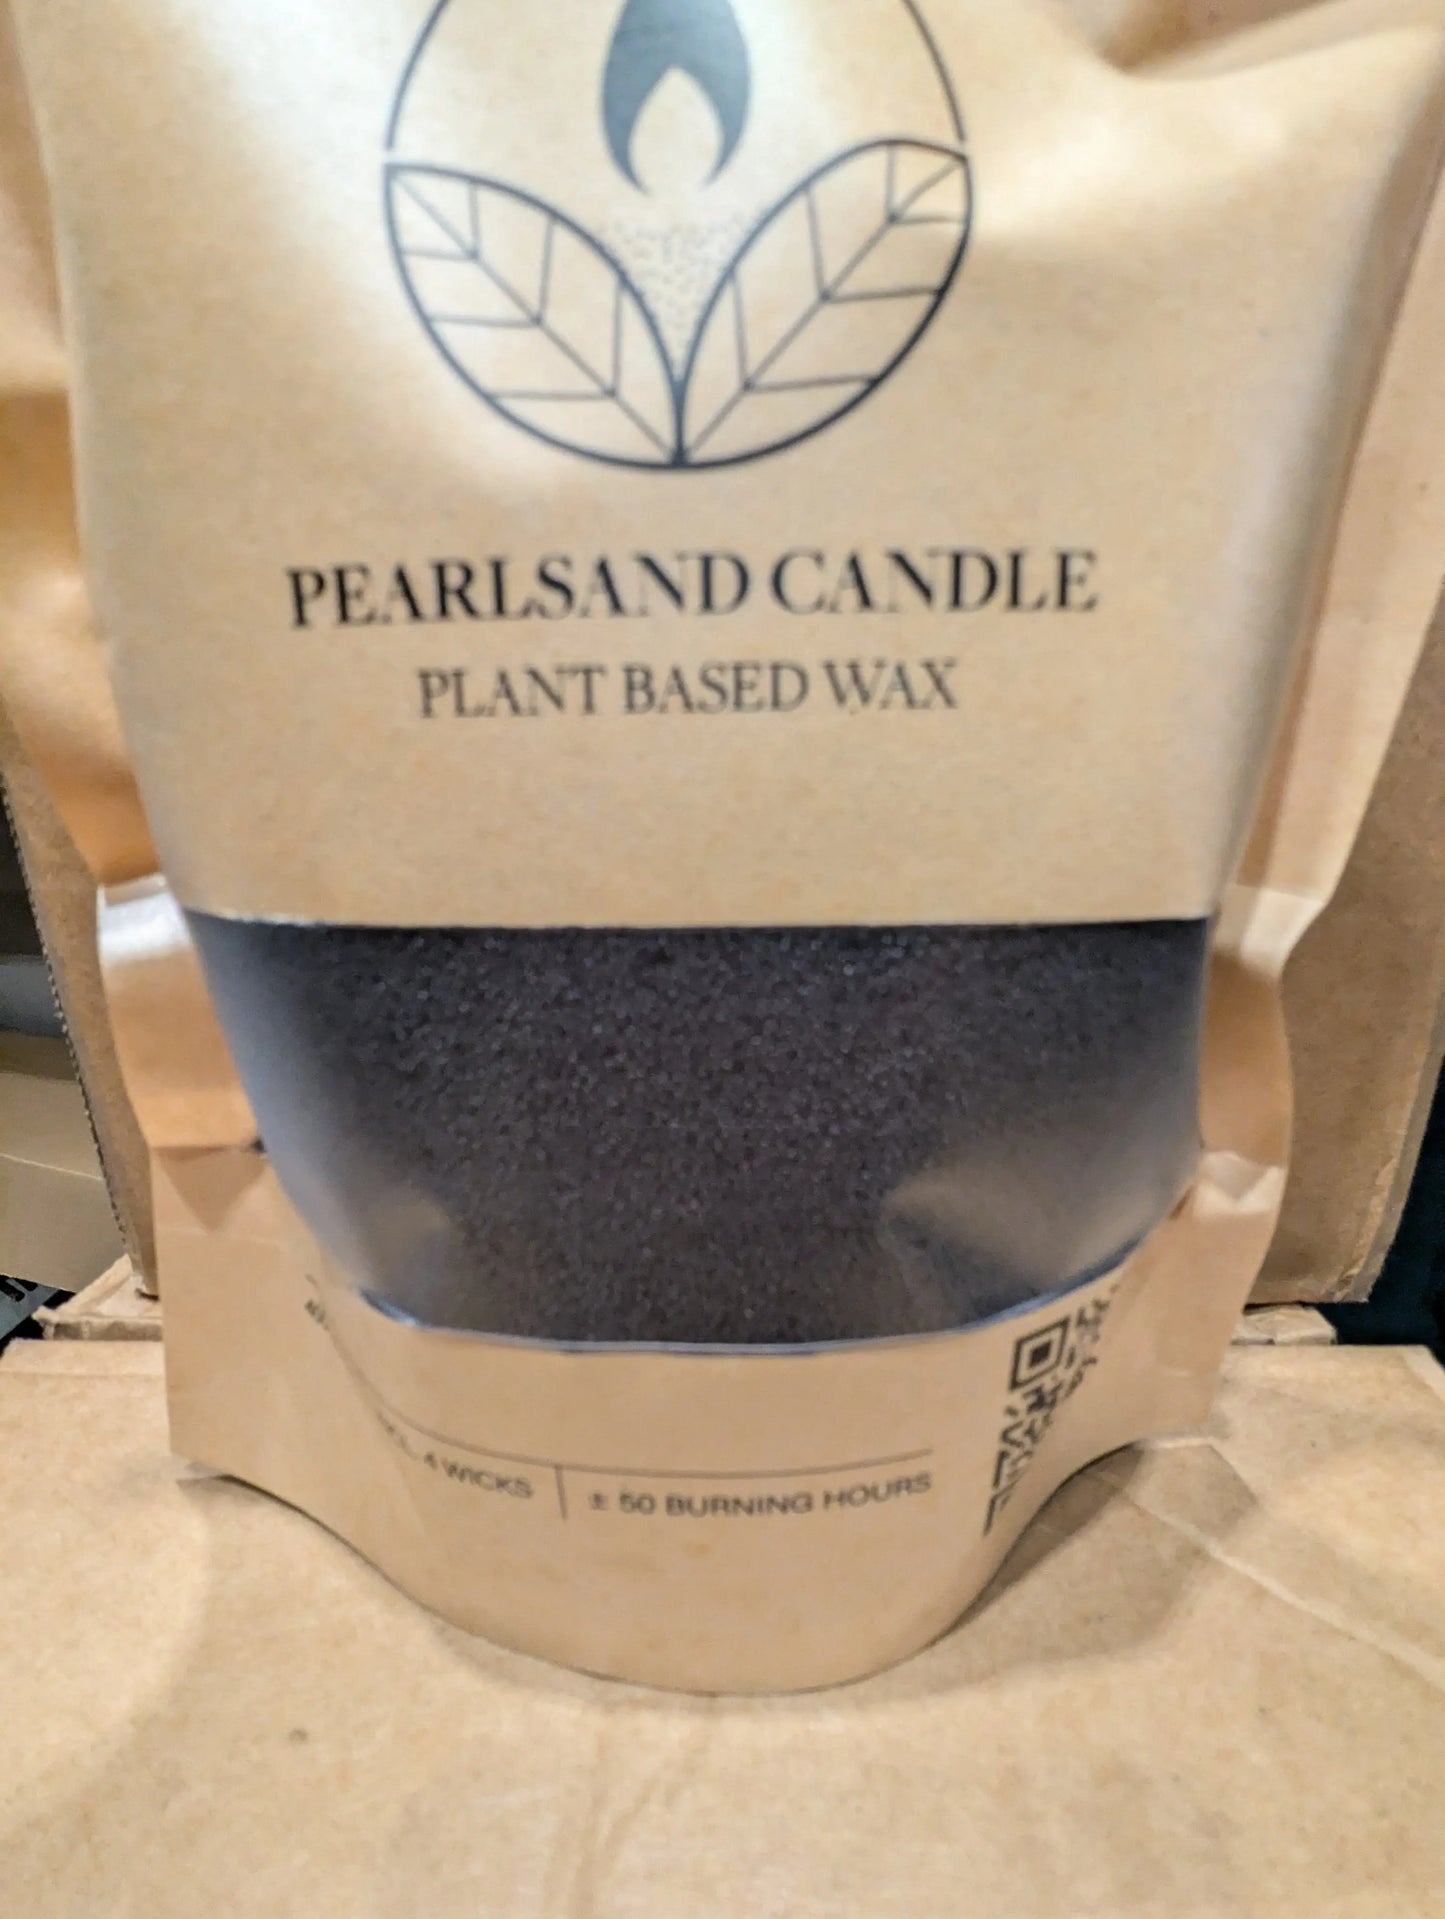 PEARLSAND CANDLE
PLANT BASED WAX
4 WICKS
± 50 BURNING HOURS